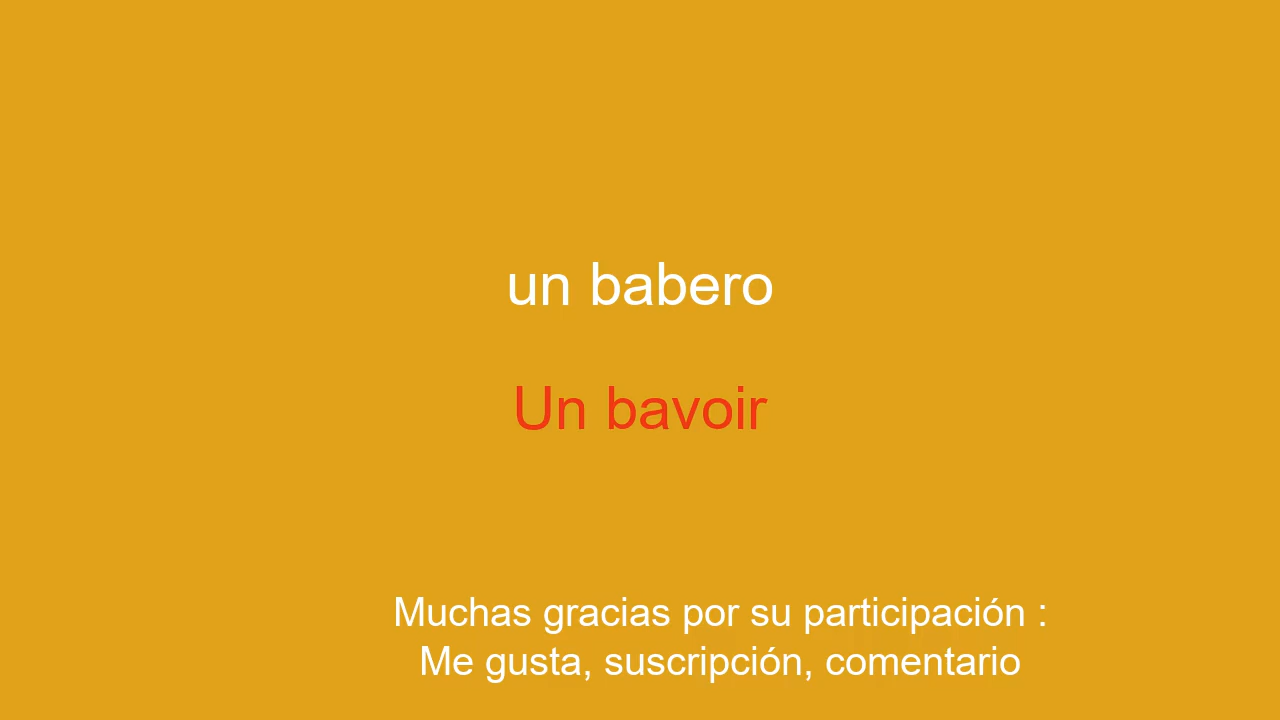 un babero
Un bavoir
Muchas gracias por su participación :
Me gusta, suscripción, comentario